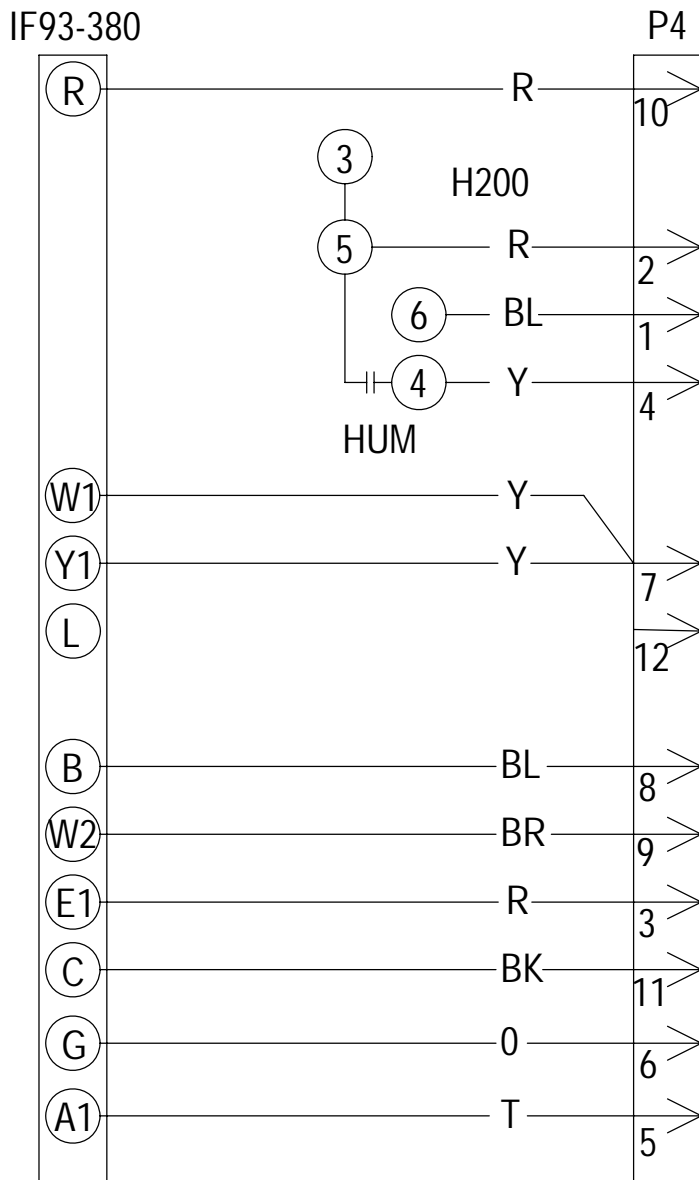 IF93-380 P4
R R 10
3
H200
5 R 2
6 BL 1
4 Y 4
HUM
W1 Y
Y1 Y 7
L 12
B BL 8
W2 BR 9
E1 R 3
C BK 11
G 0 6
A1 T 5